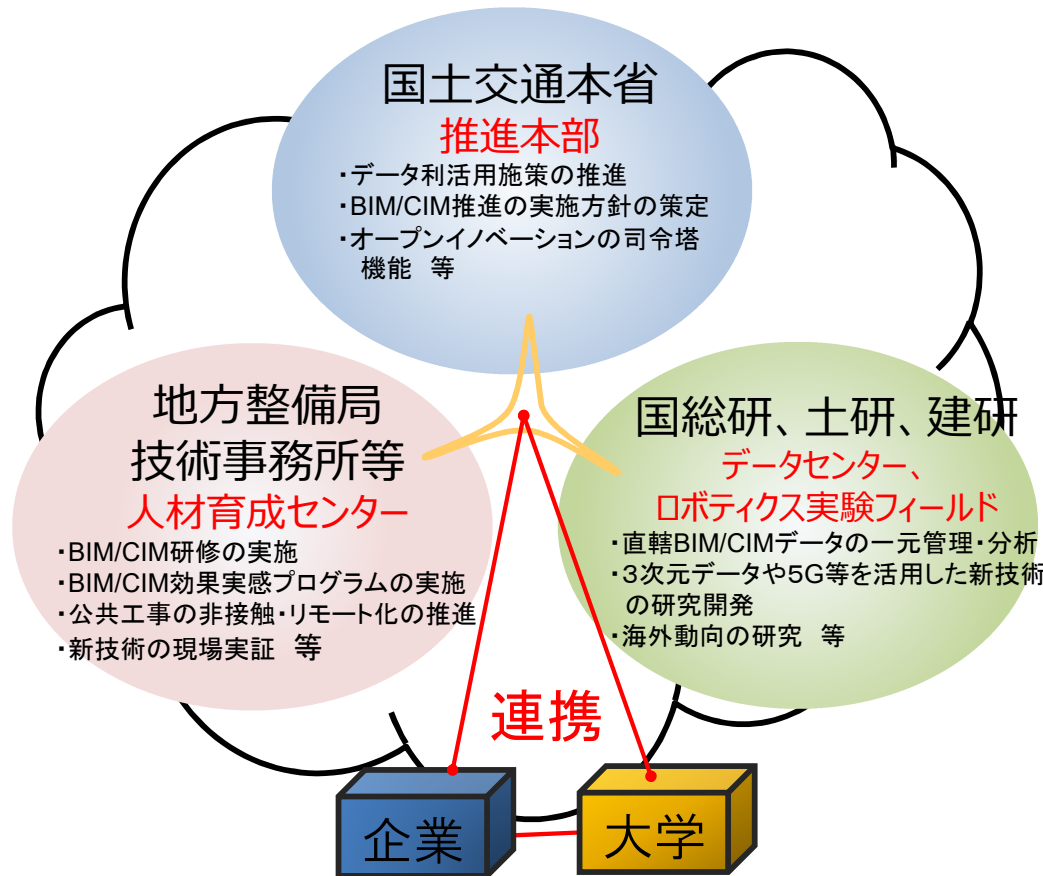 国土交通本省
推進本部
・データ利活用施策の推進
・BIM/CIM推進の実施方針の策定
・オープンイノベーションの司令塔
機能　等
地方整備局
技術事務所等
人材育成センター
・BIM/CIM研修の実施
・BIM/CIM効果実感プログラムの実施
・公共工事の非接触・リモート化の推進
・新技術の現場実証　等
国総研、土研、建研
データセンター、
ロボティクス実験フィールド
・直轄BIM/CIMデータの一元管理・分析
・３次元データや５G等を活用した新技術
の研究開発
・海外動向の研究　等
連携
企業
大学